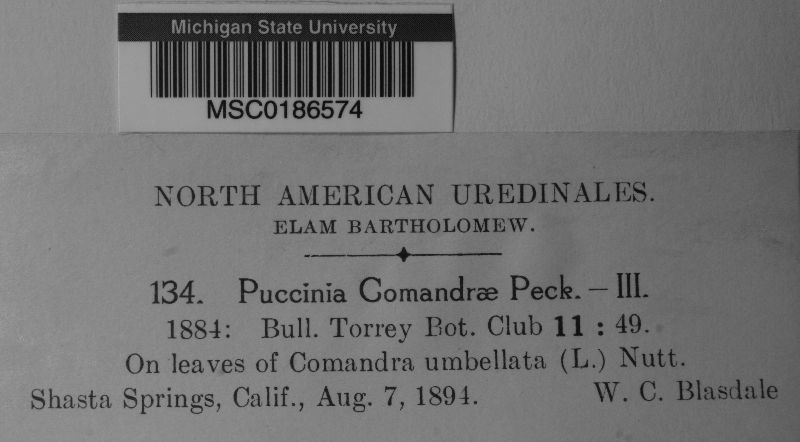 Michigan State University
MSC0186574
NORTH AMERICAN UREDINALES.
ELAM BARTHOLOMEW.
134. Puccinia Comandræ Peck. – III.
1884: Bull. Torrey Bot. Club 11 : 49.
On leaves of Comandra umbellata (L.) Nutt.
Shasta Springs, Calif., Aug. 7, 1894. W. C. Blasdale